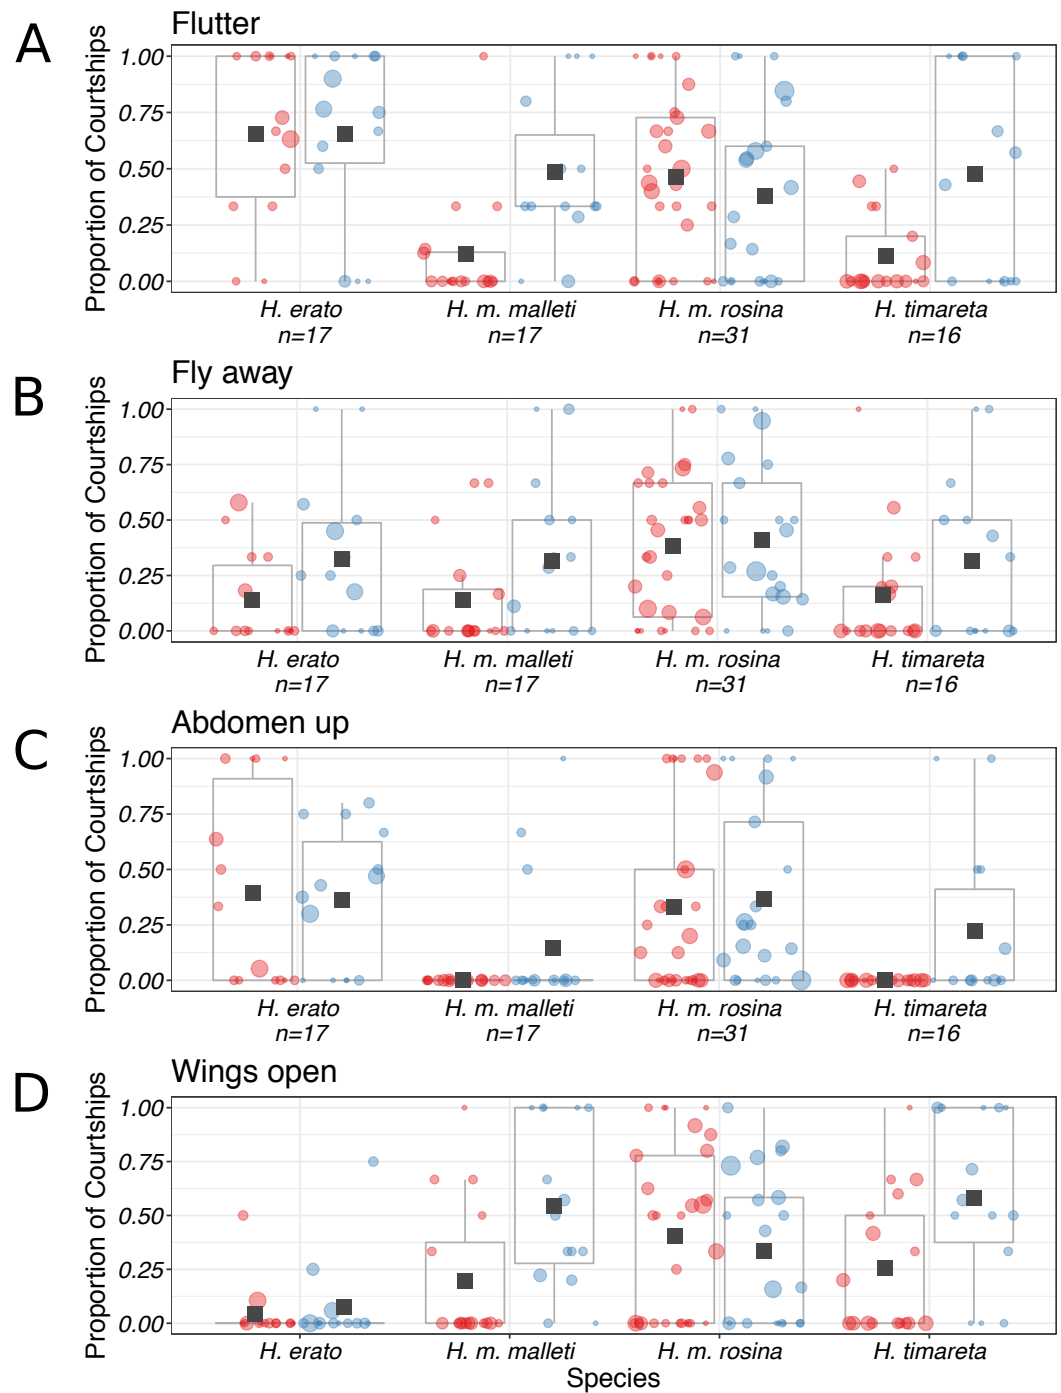 A
Flutter
Proportion of Courtships
1.00
0.75
0.50
0.25
0.00
H. erato
n=17
H. m. malleti
n=17
H. m. rosina
n=31
H. timareta
n=16
B
Fly away
Proportion of Courtships
1.00
0.75
0.50
0.25
0.00
H. erato
n=17
H. m. malleti
n=17
H. m. rosina
n=31
H. timareta
n=16
C
Abdomen up
Proportion of Courtships
1.00
0.75
0.50
0.25
0.00
H. erato
n=17
H. m. malleti
n=17
H. m. rosina
n=31
H. timareta
n=16
D
Wings open
Proportion of Courtships
1.00
0.75
0.50
0.25
0.00
H. erato
H. m. malleti
H. m. rosina
H. timareta
Species